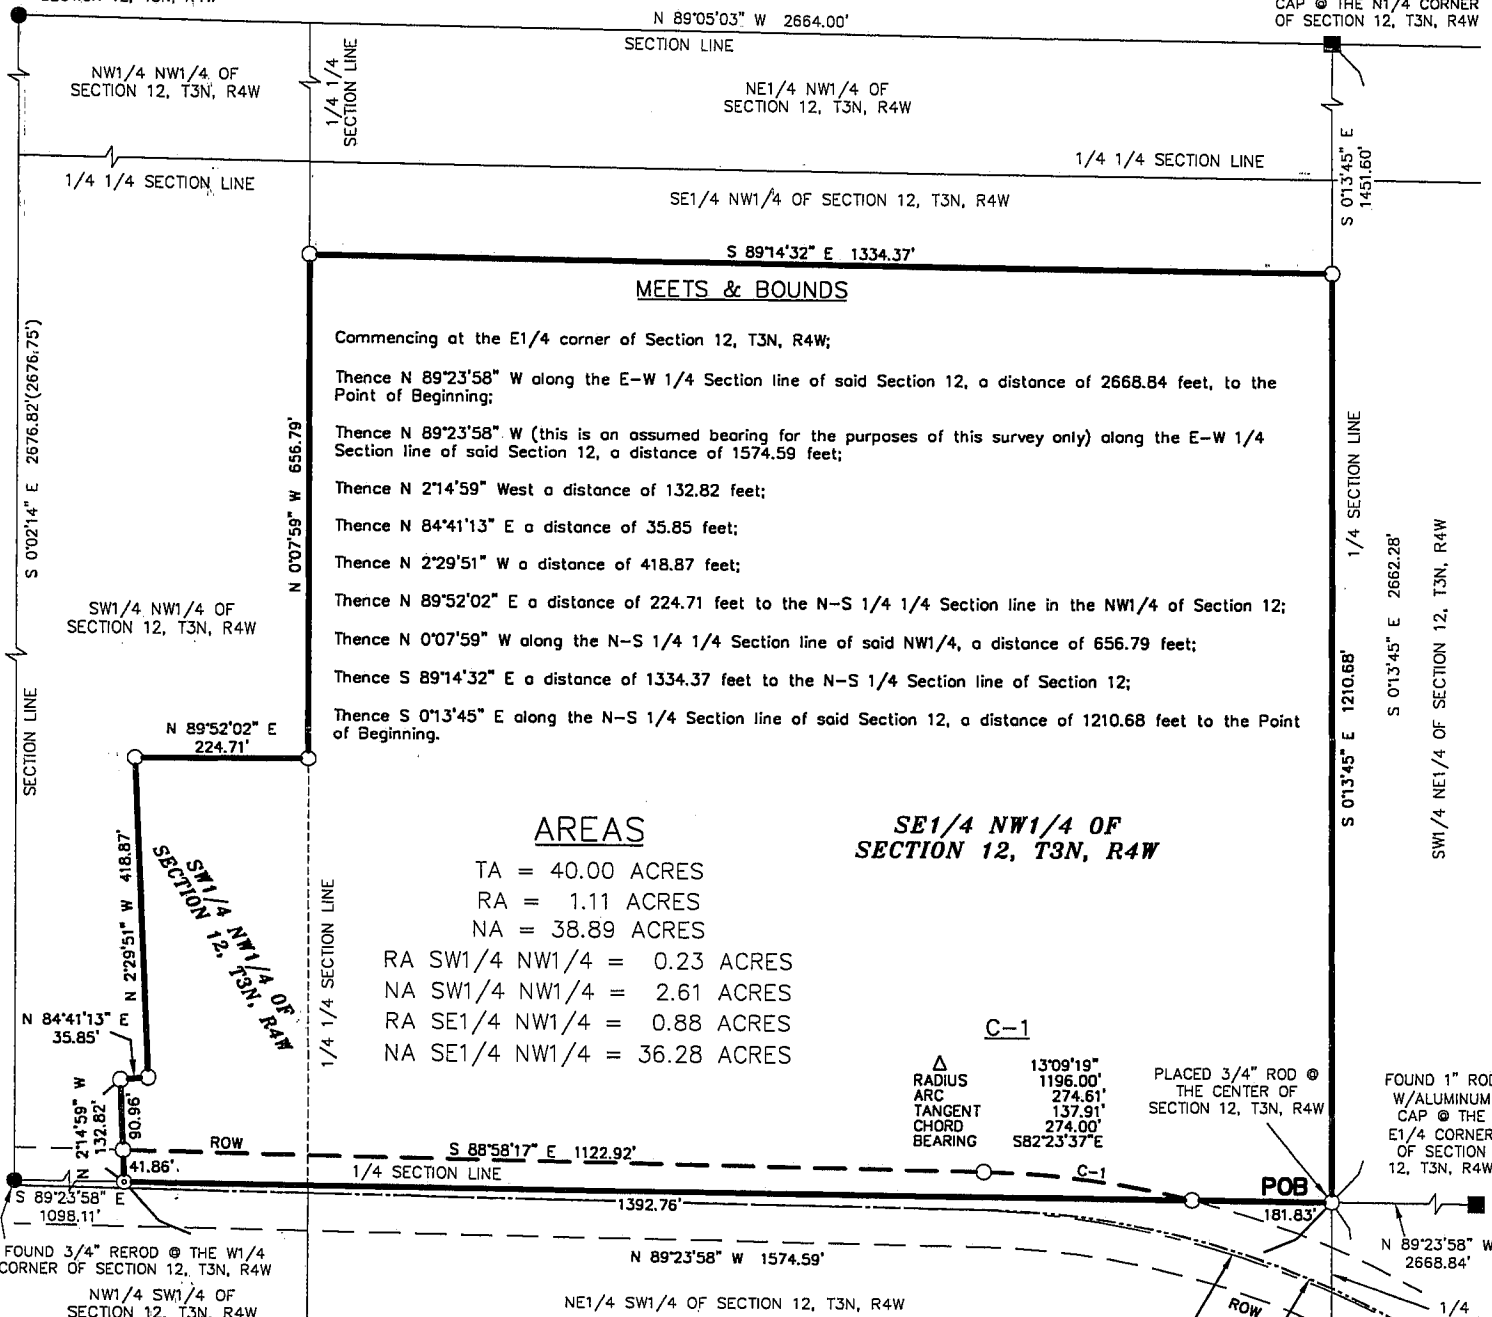 N 89°05'03" W 2664.00'
SECTION LINE
CAP @ THE N1/4 CORNER
OF SECTION 12, T3N, R4W
NW1/4 NW1/4 OF
SECTION 12, T3N, R4W
1/4 1/4
SECTION LINE
NE1/4 NW1/4 OF
SECTION 12, T3N, R4W
1/4 1/4 SECTION LINE
1/4 1/4 SECTION LINE
S 0°13'45" E
1451.60'
SE1/4 NW1/4 OF SECTION 12, T3N, R4W
S 89°14'32" E 1334.37'
MEETS & BOUNDS
Commencing at the E1/4 corner of Section 12, T3N, R4W;
Thence N 89°23'58" W along the E-W 1/4 Section line of said Section 12, a distance of 2668.84 feet, to the
Point of Beginning;
Thence N 89°23'58" W (this is an assumed bearing for the purposes of this survey only) along the E-W 1/4
Section line of said Section 12, a distance of 1574.59 feet;
Thence N 2°14'59" West a distance of 132.82 feet;
Thence N 84°41'13" E a distance of 35.85 feet;
Thence N 2°29'51" W a distance of 418.87 feet;
Thence N 89°52'02" E a distance of 224.71 feet to the N-S 1/4 1/4 Section line in the NW1/4 of Section 12;
Thence N 0°07'59" W along the N-S 1/4 1/4 Section line of said NW1/4, a distance of 656.79 feet;
Thence S 89°14'32" E a distance of 1334.37 feet to the N-S 1/4 Section line of Section 12;
Thence S 0°13'45" E along the N-S 1/4 Section line of said Section 12, a distance of 1210.68 feet to the Point
of Beginning.
S 0°02'14" E 2676.82'(2676.75')
SECTION LINE
N 0°07'59" W 656.79'
SW1/4 NW1/4 OF
SECTION 12, T3N, R4W
1/4 SECTION LINE
S 0°13'45" E 1210.68'
S 0°13'45" E 2662.28'
SW1/4 NE1/4 OF SECTION 12, T3N, R4W
N 89°52'02" E
224.71'
N 2°29'51" W 418.87'
SW1/4 NW1/4 OF
SECTION 12, T3N, R4W
1/4 1/4 SECTION LINE
AREAS
TA = 40.00 ACRES
RA = 1.11 ACRES
NA = 38.89 ACRES
RA SW1/4 NW1/4 = 0.23 ACRES
NA SW1/4 NW1/4 = 2.61 ACRES
RA SE1/4 NW1/4 = 0.88 ACRES
NA SE1/4 NW1/4 = 36.28 ACRES
SE1/4 NW1/4 OF
SECTION 12, T3N, R4W
N 84°41'13" E
35.85'
N 2°14'59" W
132.82'
90.96'
41.86'
C-1
Δ 13°09'19"
RADIUS 1196.00'
ARC 274.61'
TANGENT 137.91'
CHORD 274.00'
BEARING S82°23'37"E
PLACED 3/4" ROD @
THE CENTER OF
SECTION 12, T3N, R4W
FOUND 1" ROD
W/ALUMINUM
CAP @ THE
E1/4 CORNER
OF SECTION
12, T3N, R4W
ROW
S 88°58'17" E 1122.92'
1/4 SECTION LINE
C-1
POB
181.83'
1392.76'
S 89°23'58" E
1098.11'
N 89°23'58" W
2668.84'
FOUND 3/4" REROD @ THE W1/4
CORNER OF SECTION 12, T3N, R4W
N 89°23'58" W 1574.59'
NW1/4 SW1/4 OF
SECTION 12, T3N, R4W
NE1/4 SW1/4 OF SECTION 12, T3N, R4W
ROW
1/4